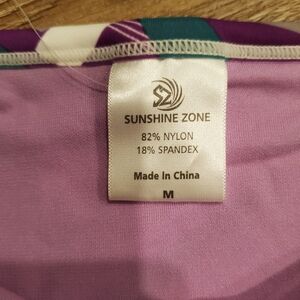 SUNSHINE ZONE
82% NYLON
18% SPANDEX
Made In China
M